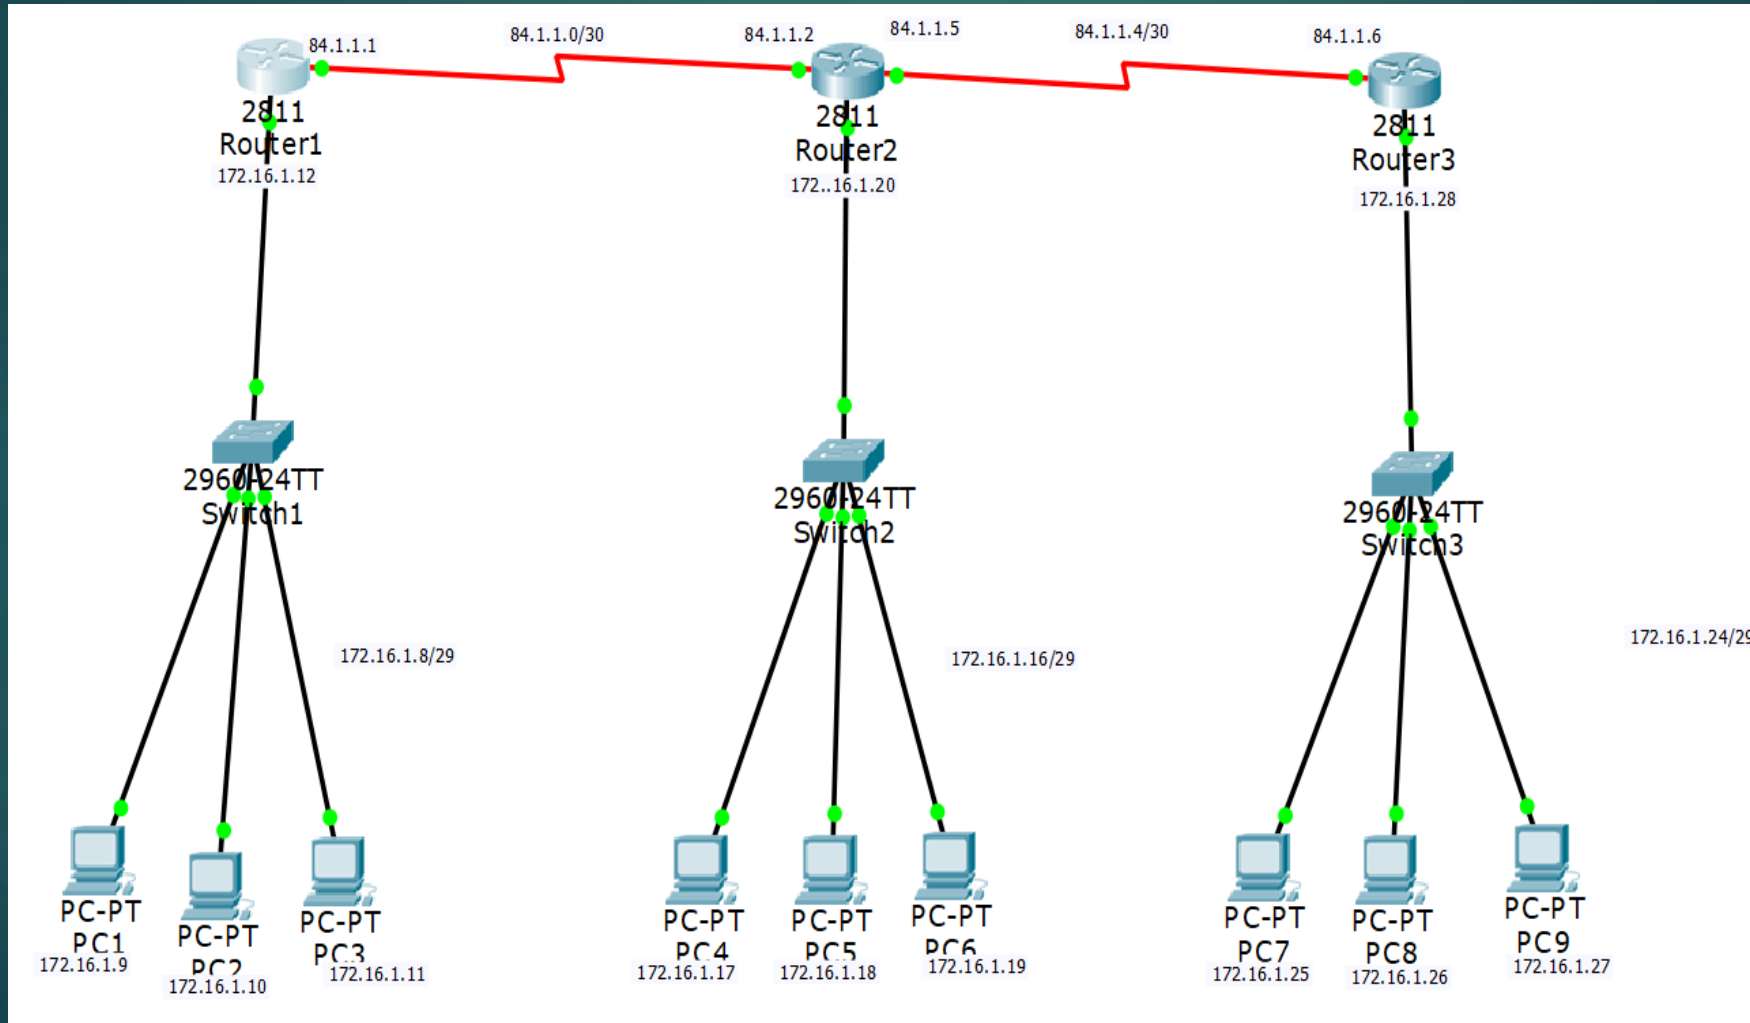 84.1.1.1
84.1.1.0/30
84.1.1.2
84.1.1.5
84.1.1.4/30
84.1.1.6
2811
Router1
172.16.1.12
2811
Router2
172..16.1.20
2811
Router3
172.16.1.28
2960-24TT
Switch1
2960-24TT
Switch2
2960-24TT
Switch3
172.16.1.8/29
172.16.1.16/29
172.16.1.24/29
PC-PT
PC1
172.16.1.9
PC-PT
PC2
172.16.1.10
PC-PT
PC3
172.16.1.11
PC-PT
PC4
172.16.1.17
PC-PT
PC5
172.16.1.18
PC-PT
PC6
172.16.1.19
PC-PT
PC7
172.16.1.25
PC-PT
PC8
172.16.1.26
PC-PT
PC9
172.16.1.27